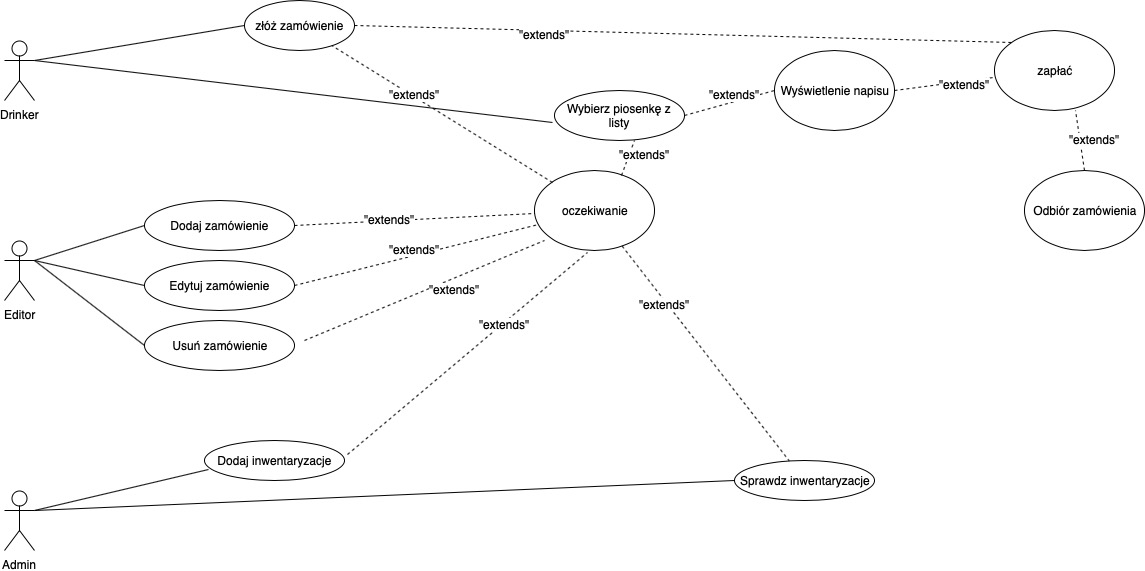 złóż zamówienie
"extends"
zapłać
Drinker
"extends"
Wybierz piosenkę z
listy
"extends"
Wyświetlenie napisu
"extends"
"extends"
"extends"
oczekiwanie
Odbiór zamówienia
Dodaj zamówienie
"extends"
Editor
Edytuj zamówienie
"extends"
"extends"
Usuń zamówienie
"extends"
"extends"
Dodaj inwentaryzacje
Sprawdz inwentaryzacje
Admin